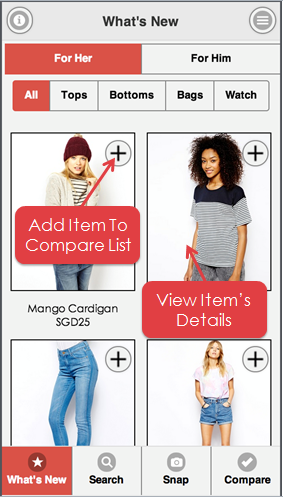 What's New
For Her
For Him
All
Tops
Bottoms
Bags
Watch
Add Item To
Compare List
Mango Cardigan
SGD25
View Item's
Details
What's New
Search
Snap
Compare